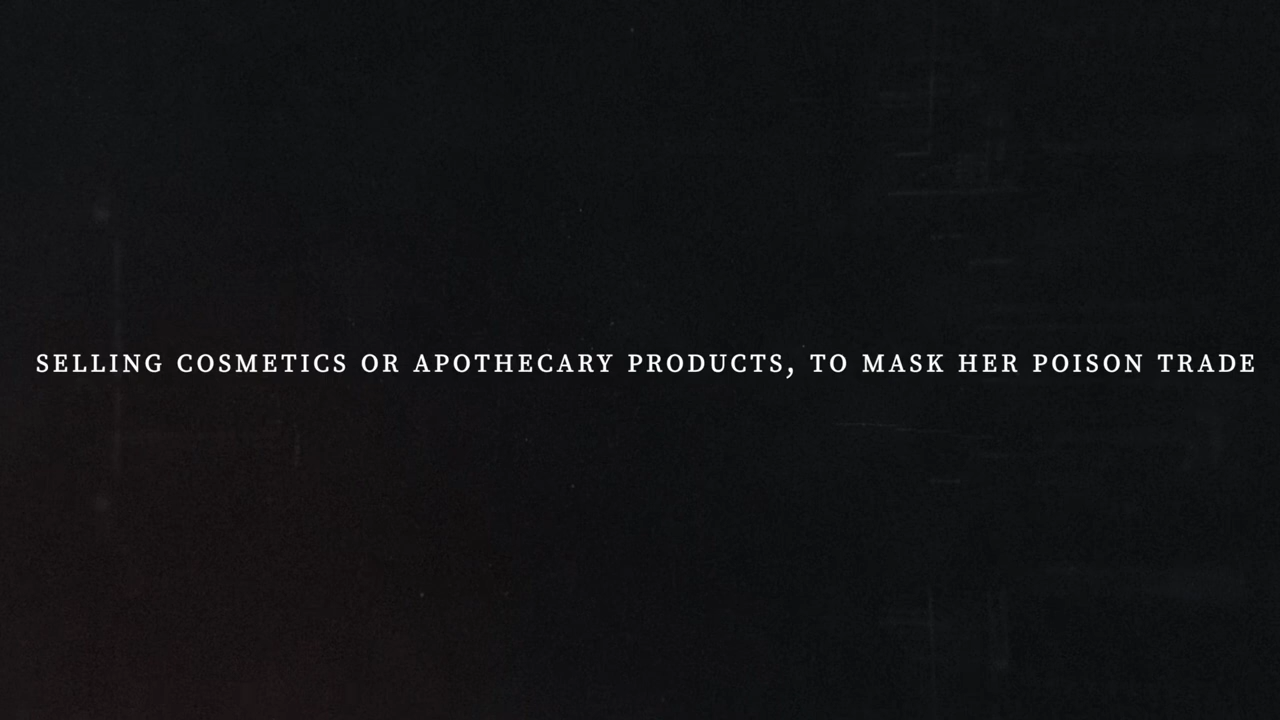 SELLING COSMETICS OR APOTHECARY PRODUCTS, TO MASK HER POISON TRADE